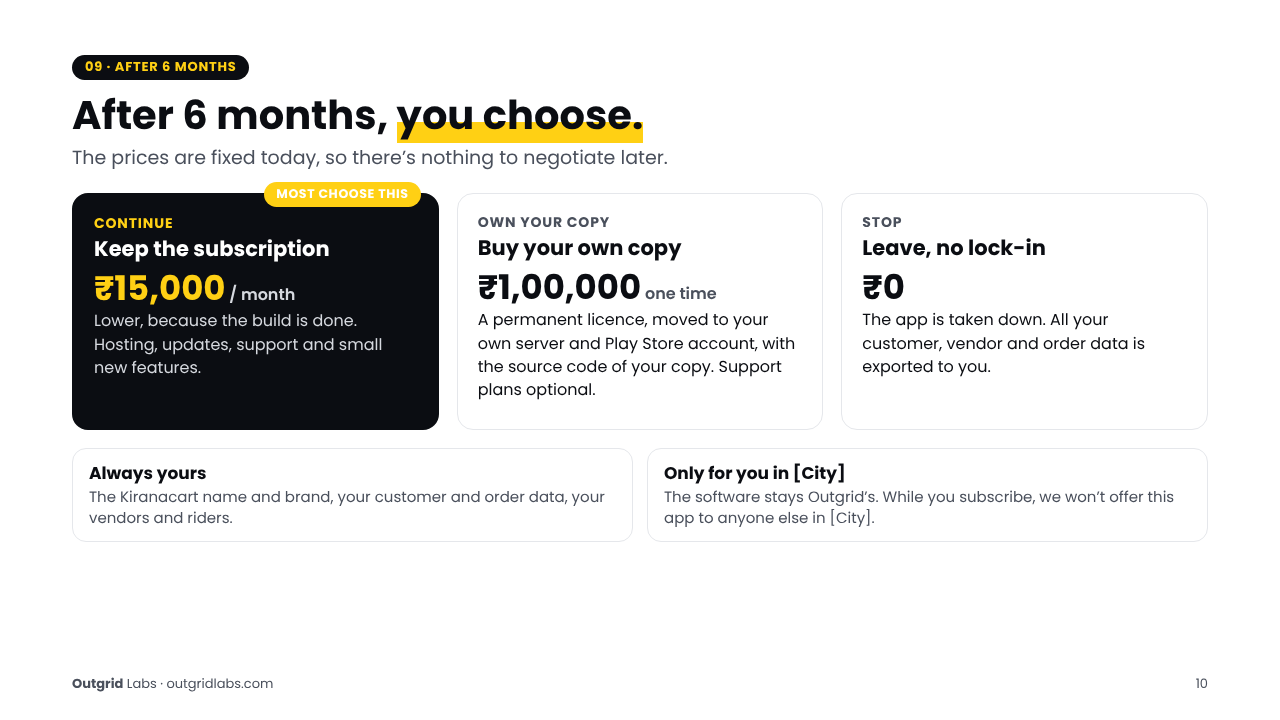 09 · AFTER 6 MONTHS
After 6 months, you choose.
The prices are fixed today, so there’s nothing to negotiate later.
MOST CHOOSE THIS
CONTINUE
Keep the subscription
₹15,000 / month
Lower, because the build is done.
Hosting, updates, support and small
new features.
OWN YOUR COPY
Buy your own copy
₹1,00,000 one time
A permanent licence, moved to your
own server and Play Store account, with
the source code of your copy. Support
plans optional.
STOP
Leave, no lock-in
₹0
The app is taken down. All your
customer, vendor and order data is
exported to you.
Always yours
The Kiranacart name and brand, your customer and order data, your
vendors and riders.
Only for you in [City]
The software stays Outgrid’s. While you subscribe, we won’t offer this
app to anyone else in [City].
Outgrid Labs · outgridlabs.com
10